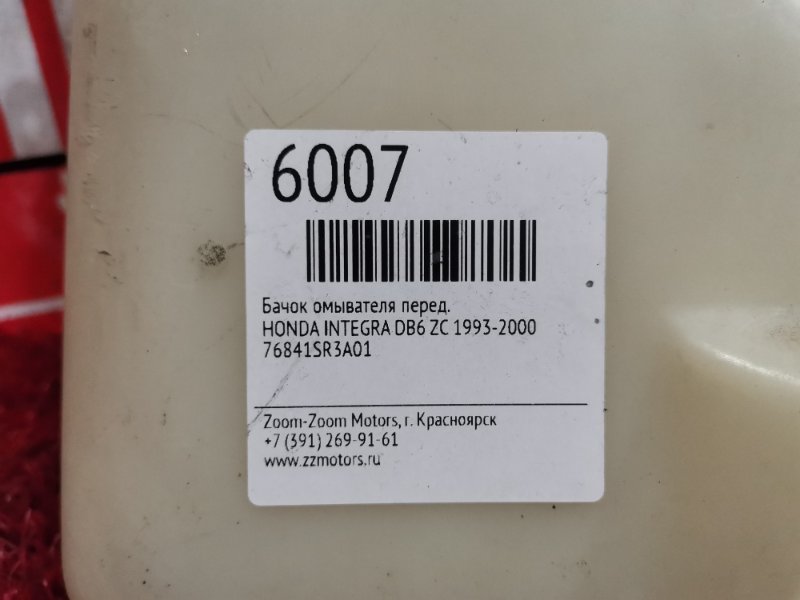 6007
Бачок омывателя перед.
HONDA INTEGRA DB6 ZC 1993-2000
76841SR3A01
Zoom-Zoom Motors, г. Красноярск
+7 (391) 269-91-61
www.zzmotors.ru